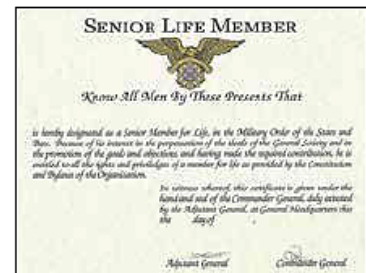 SENIOR LIFE MEMBER
Know All Men By These Presents That
is hereby designated as a Senior Member for Life, in the Military Order of the Stars and
Bars. Because of his interest in the perpetuation of the ideals of the General Society and in
the promotion of the goals and objectives, and having made the required contribution, he is
entitled to all the rights and priviledges of a member for life as provided by the Constitution
and Bylaws of the Organization.
In witness whereof, this certificate is given under the
hand and seal of the Commander General, duly attested
by the Adjutant General, at General Headquarters this
the day of ,
Adjutant General Commander General